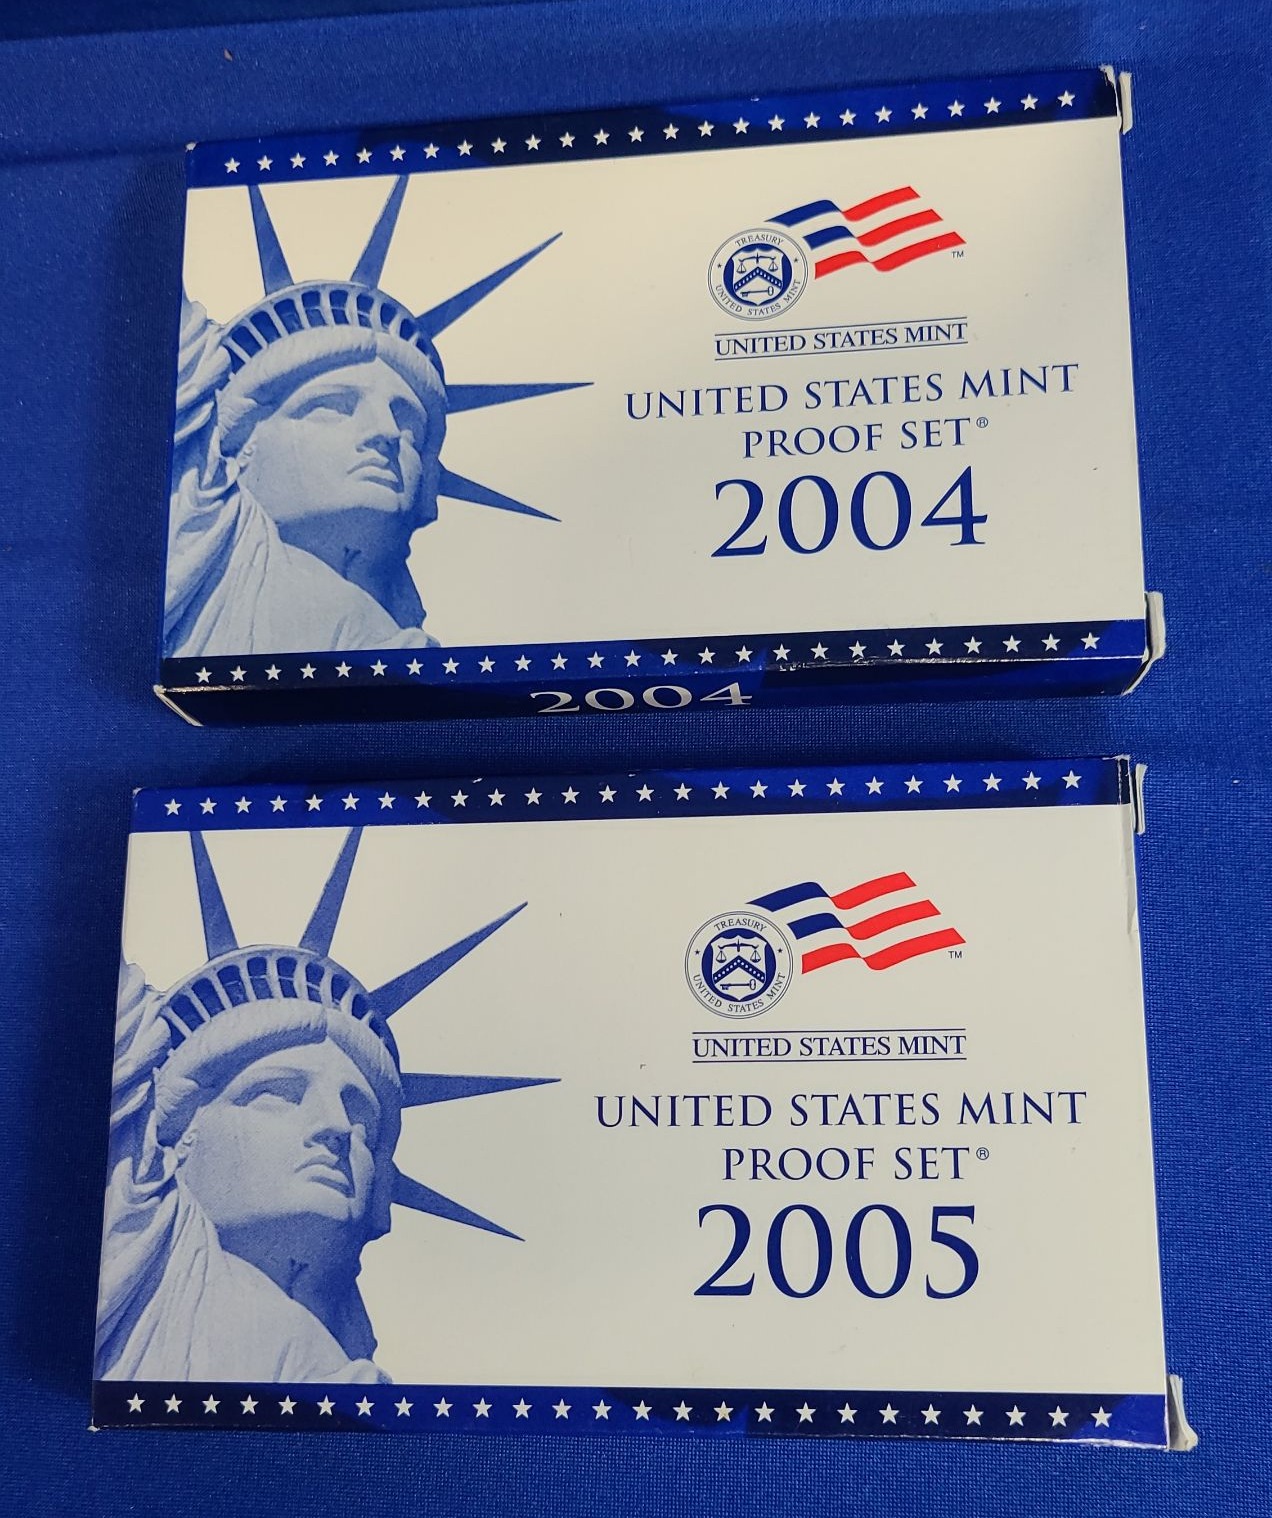 TREASURY
UNITED STATES MINT
TM
UNITED STATES MINT
UNITED STATES MINT
PROOF SET®
2004
2004
TREASURY
UNITED STATES MINT
TM
UNITED STATES MINT
UNITED STATES MINT
PROOF SET®
2005